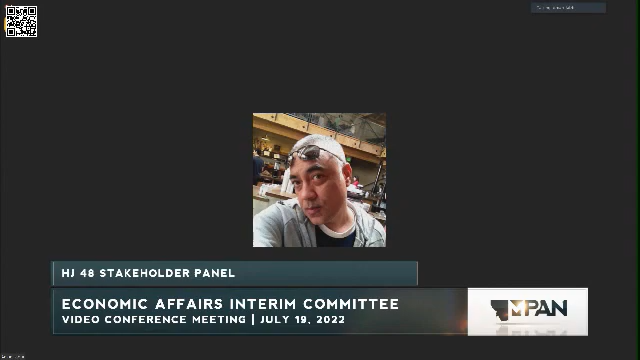 HJ 48 STAKEHOLDER PANEL
ECONOMIC AFFAIRS INTERIM COMMITTEE
VIDEO CONFERENCE MEETING | JULY 19, 2022
MPAN